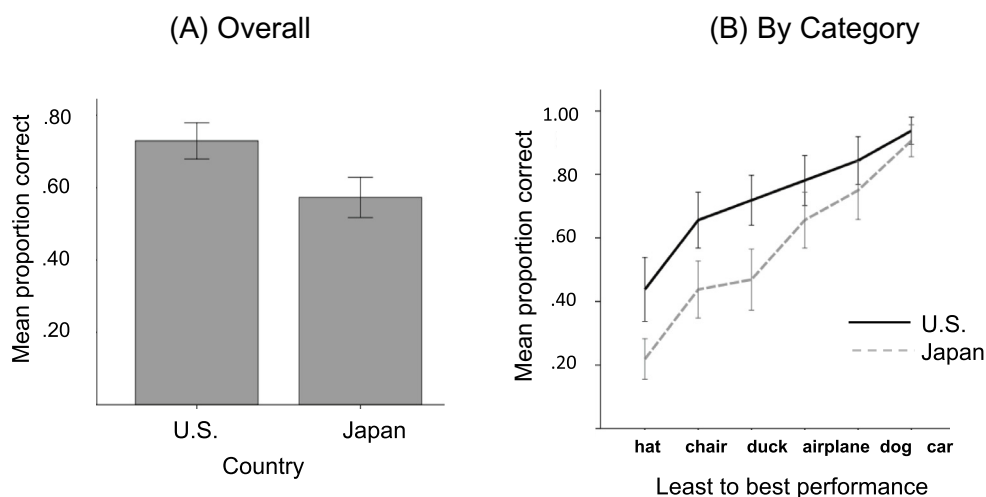 (A) Overall
Mean proportion correct
.80
.60
.40
.20
U.S.
Japan
Country
(B) By Category
Mean proportion correct
1.00
.80
.60
.40
.20
U.S.
Japan
hat chair duck airplane dog car
Least to best performance